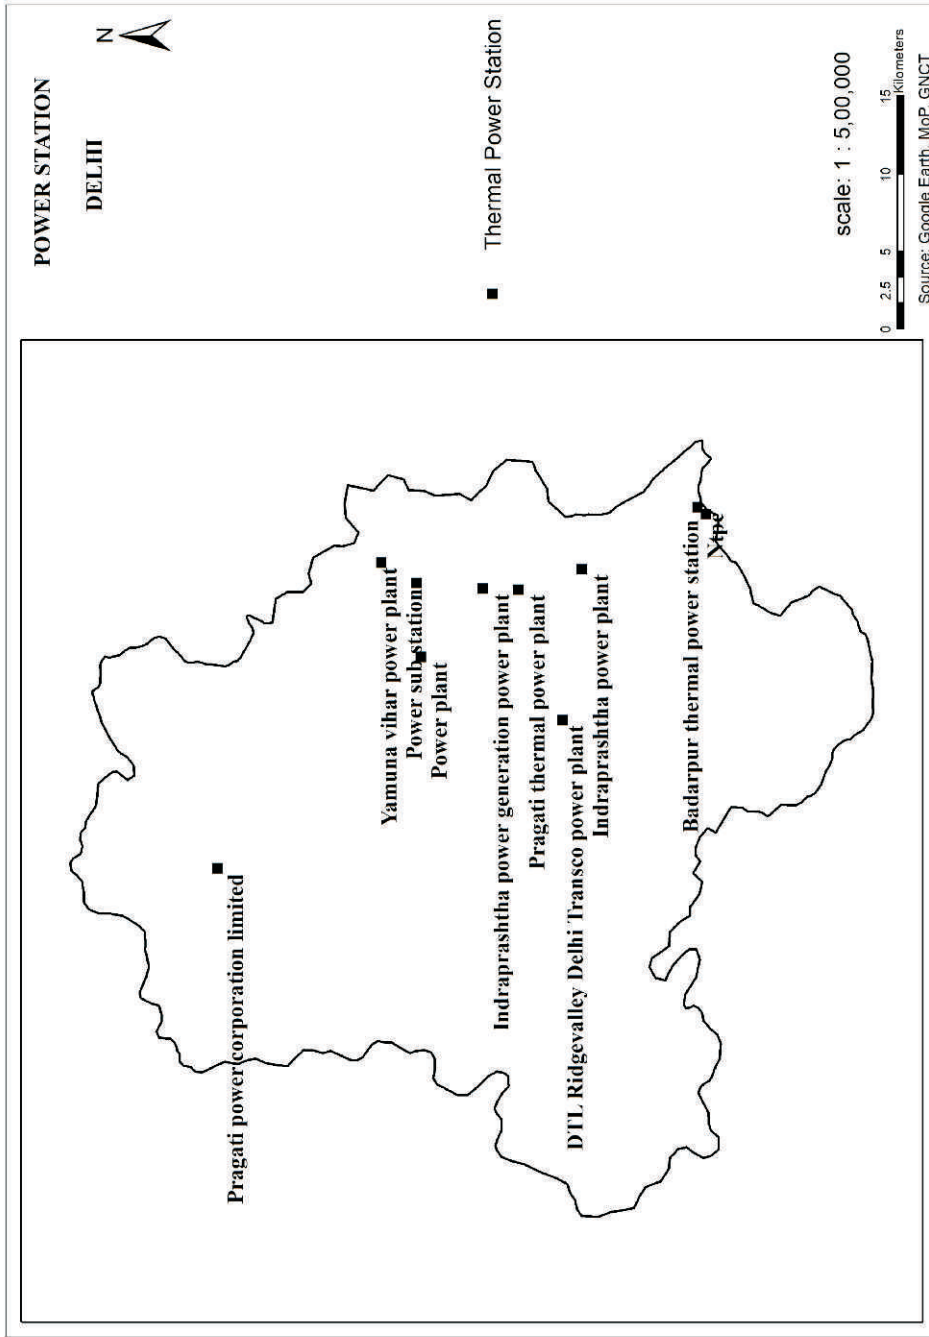 POWER STATION
DELHI
N
Thermal Power Station
scale: 1 : 5,00,000
0 2.5 5 10 15
Kilometers
Source: Google Earth, MoP, GNCT
Pragati power corporation limited
Yamuna vihar power plant
Power sub station
Power plant
Indraprashtha power generation power plant
Pragati thermal power plant
DTL Ridgevalley Delhi Transco power plant
Indraprashtha power plant
Badarpur thermal power station
Ntpc